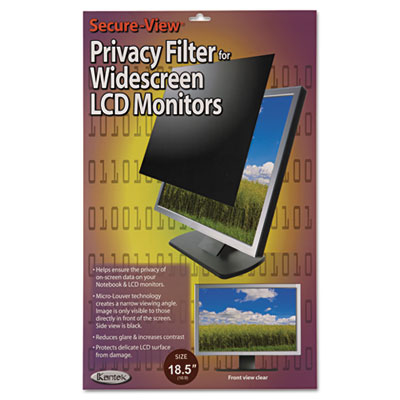 Secure-View
Privacy Filter for
Widescreen
LCD Monitors
• Helps ensure the privacy of
on-screen data on your
Notebook & LCD monitors.
• Micro-Louver technology
creates a narrow viewing angle.
Image is only visible to those
directly in front of the screen.
Side view is black.
• Reduces glare & increases contrast
• Protects delicate LCD surface
from damage.
Kantek
SIZE
18.5"
Front view clear